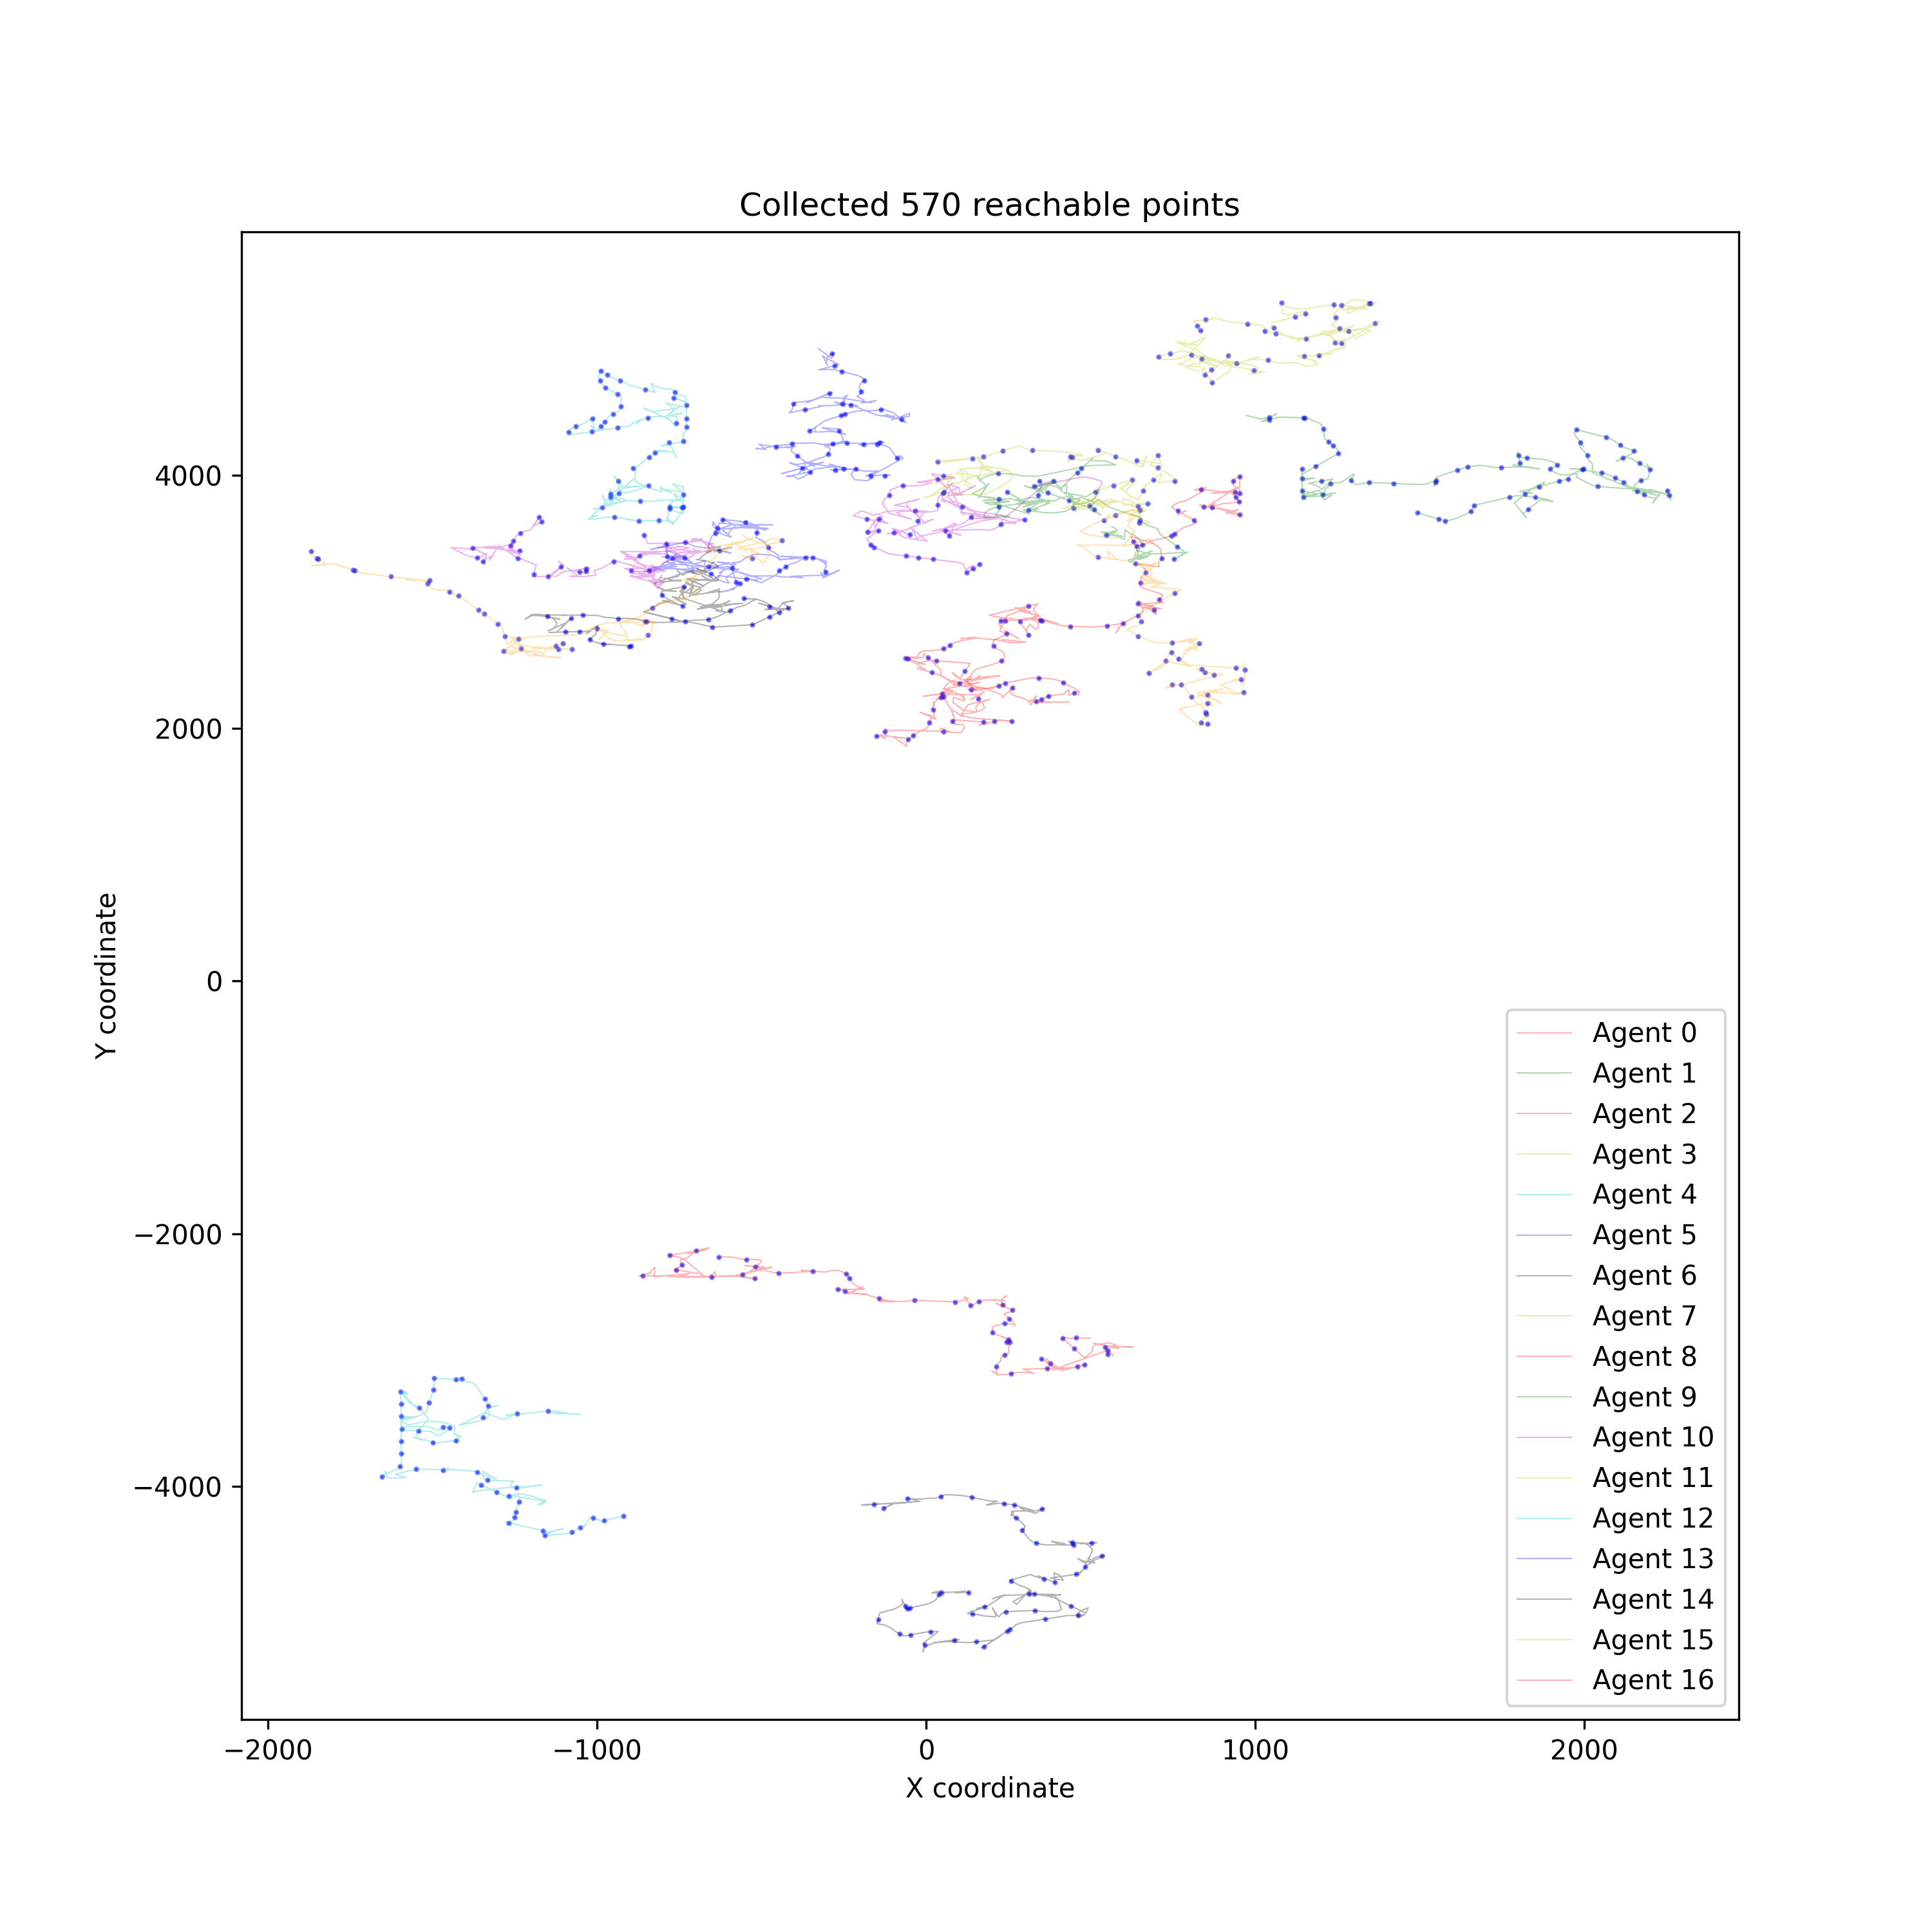 Collected 570 reachable points
Y coordinate
4000
2000
0
−2000
−4000
−2000
−1000
0
1000
2000
X coordinate
Agent 0
Agent 1
Agent 2
Agent 3
Agent 4
Agent 5
Agent 6
Agent 7
Agent 8
Agent 9
Agent 10
Agent 11
Agent 12
Agent 13
Agent 14
Agent 15
Agent 16